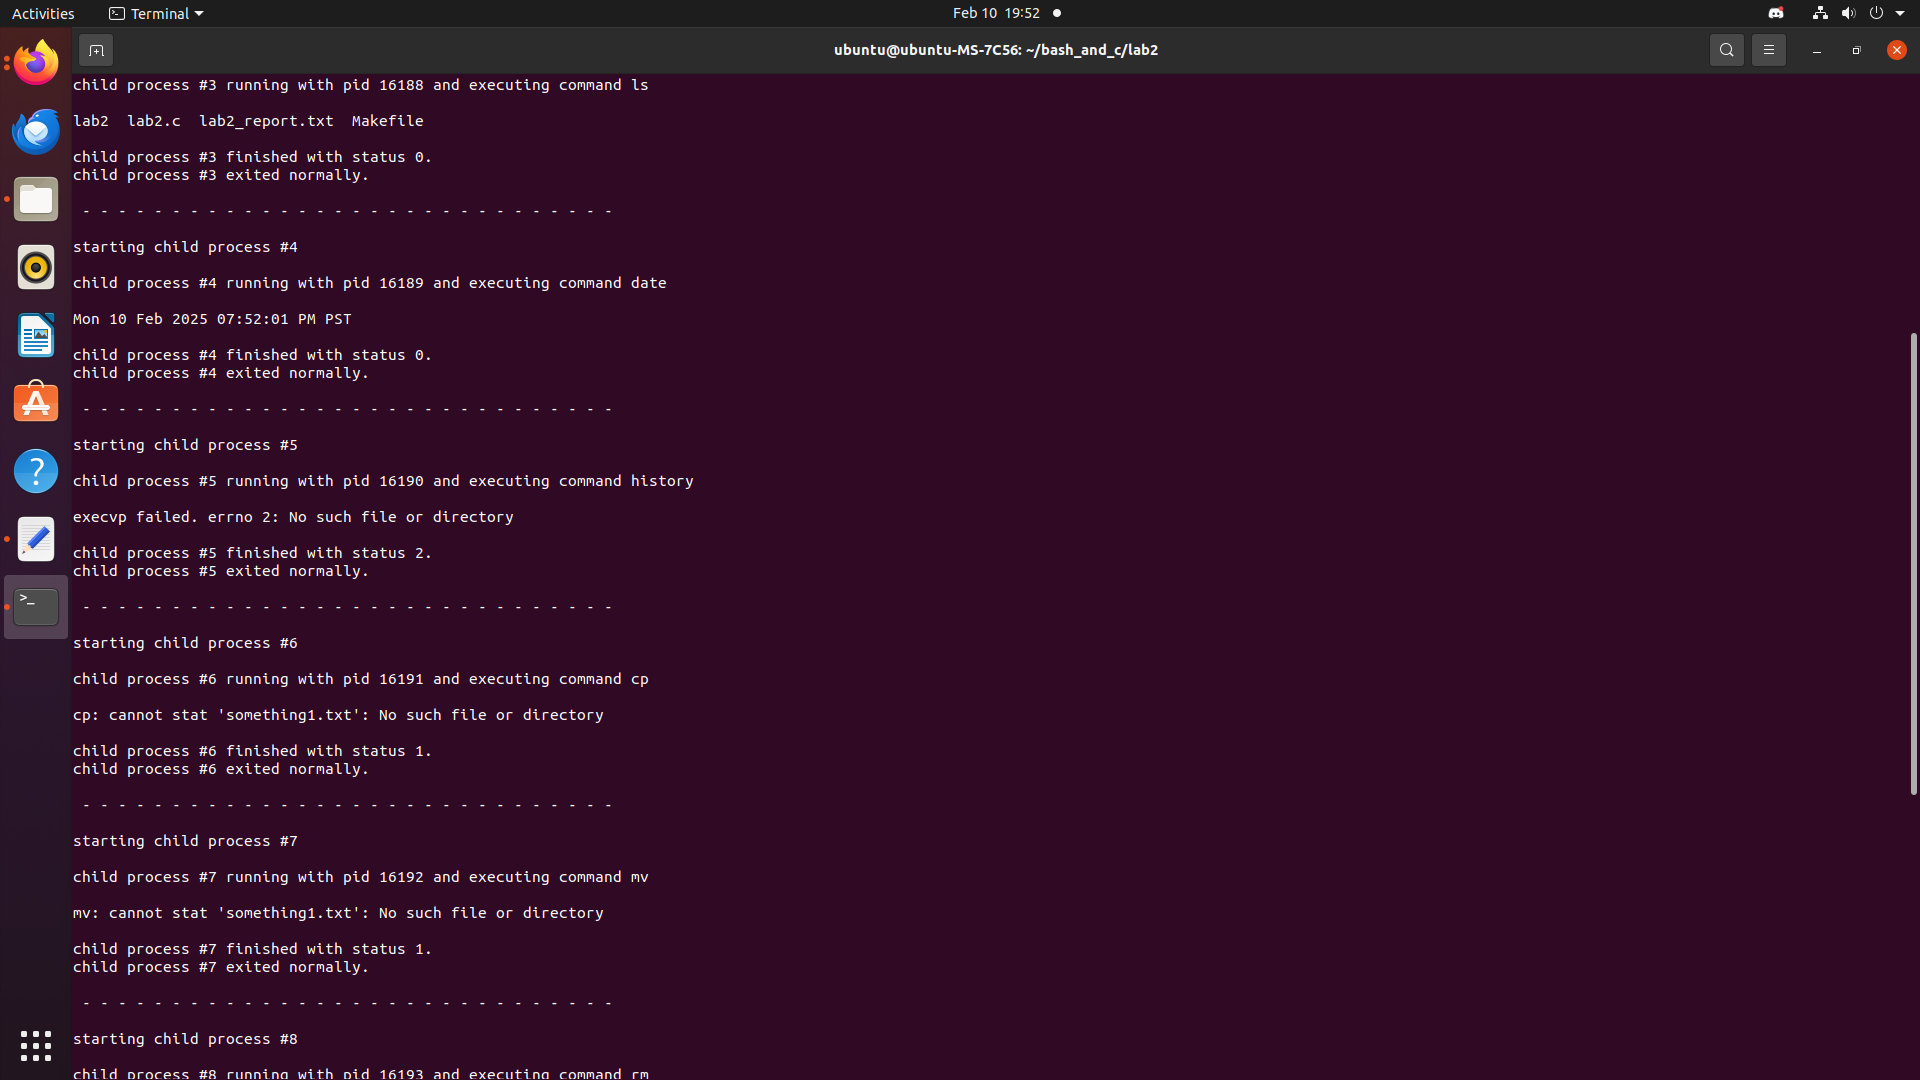 Activities
Terminal
Feb 10 19:52
ubuntu@ubuntu-MS-7C56: ~/bash_and_c/lab2
child process #3 running with pid 16188 and executing command ls
lab2 lab2.c lab2_report.txt Makefile
child process #3 finished with status 0.
child process #3 exited normally.
- - - - - - - - - - - - - - - - - - - - - - - - - - - - - -
starting child process #4
child process #4 running with pid 16189 and executing command date
Mon 10 Feb 2025 07:52:01 PM PST
child process #4 finished with status 0.
child process #4 exited normally.
- - - - - - - - - - - - - - - - - - - - - - - - - - - - - -
starting child process #5
child process #5 running with pid 16190 and executing command history
execvp failed. errno 2: No such file or directory
child process #5 finished with status 2.
child process #5 exited normally.
- - - - - - - - - - - - - - - - - - - - - - - - - - - - - -
starting child process #6
child process #6 running with pid 16191 and executing command cp
cp: cannot stat 'something1.txt': No such file or directory
child process #6 finished with status 1.
child process #6 exited normally.
- - - - - - - - - - - - - - - - - - - - - - - - - - - - - -
starting child process #7
child process #7 running with pid 16192 and executing command mv
mv: cannot stat 'something1.txt': No such file or directory
child process #7 finished with status 1.
child process #7 exited normally.
- - - - - - - - - - - - - - - - - - - - - - - - - - - - - -
starting child process #8
child process #8 running with pid 16193 and executing command rm